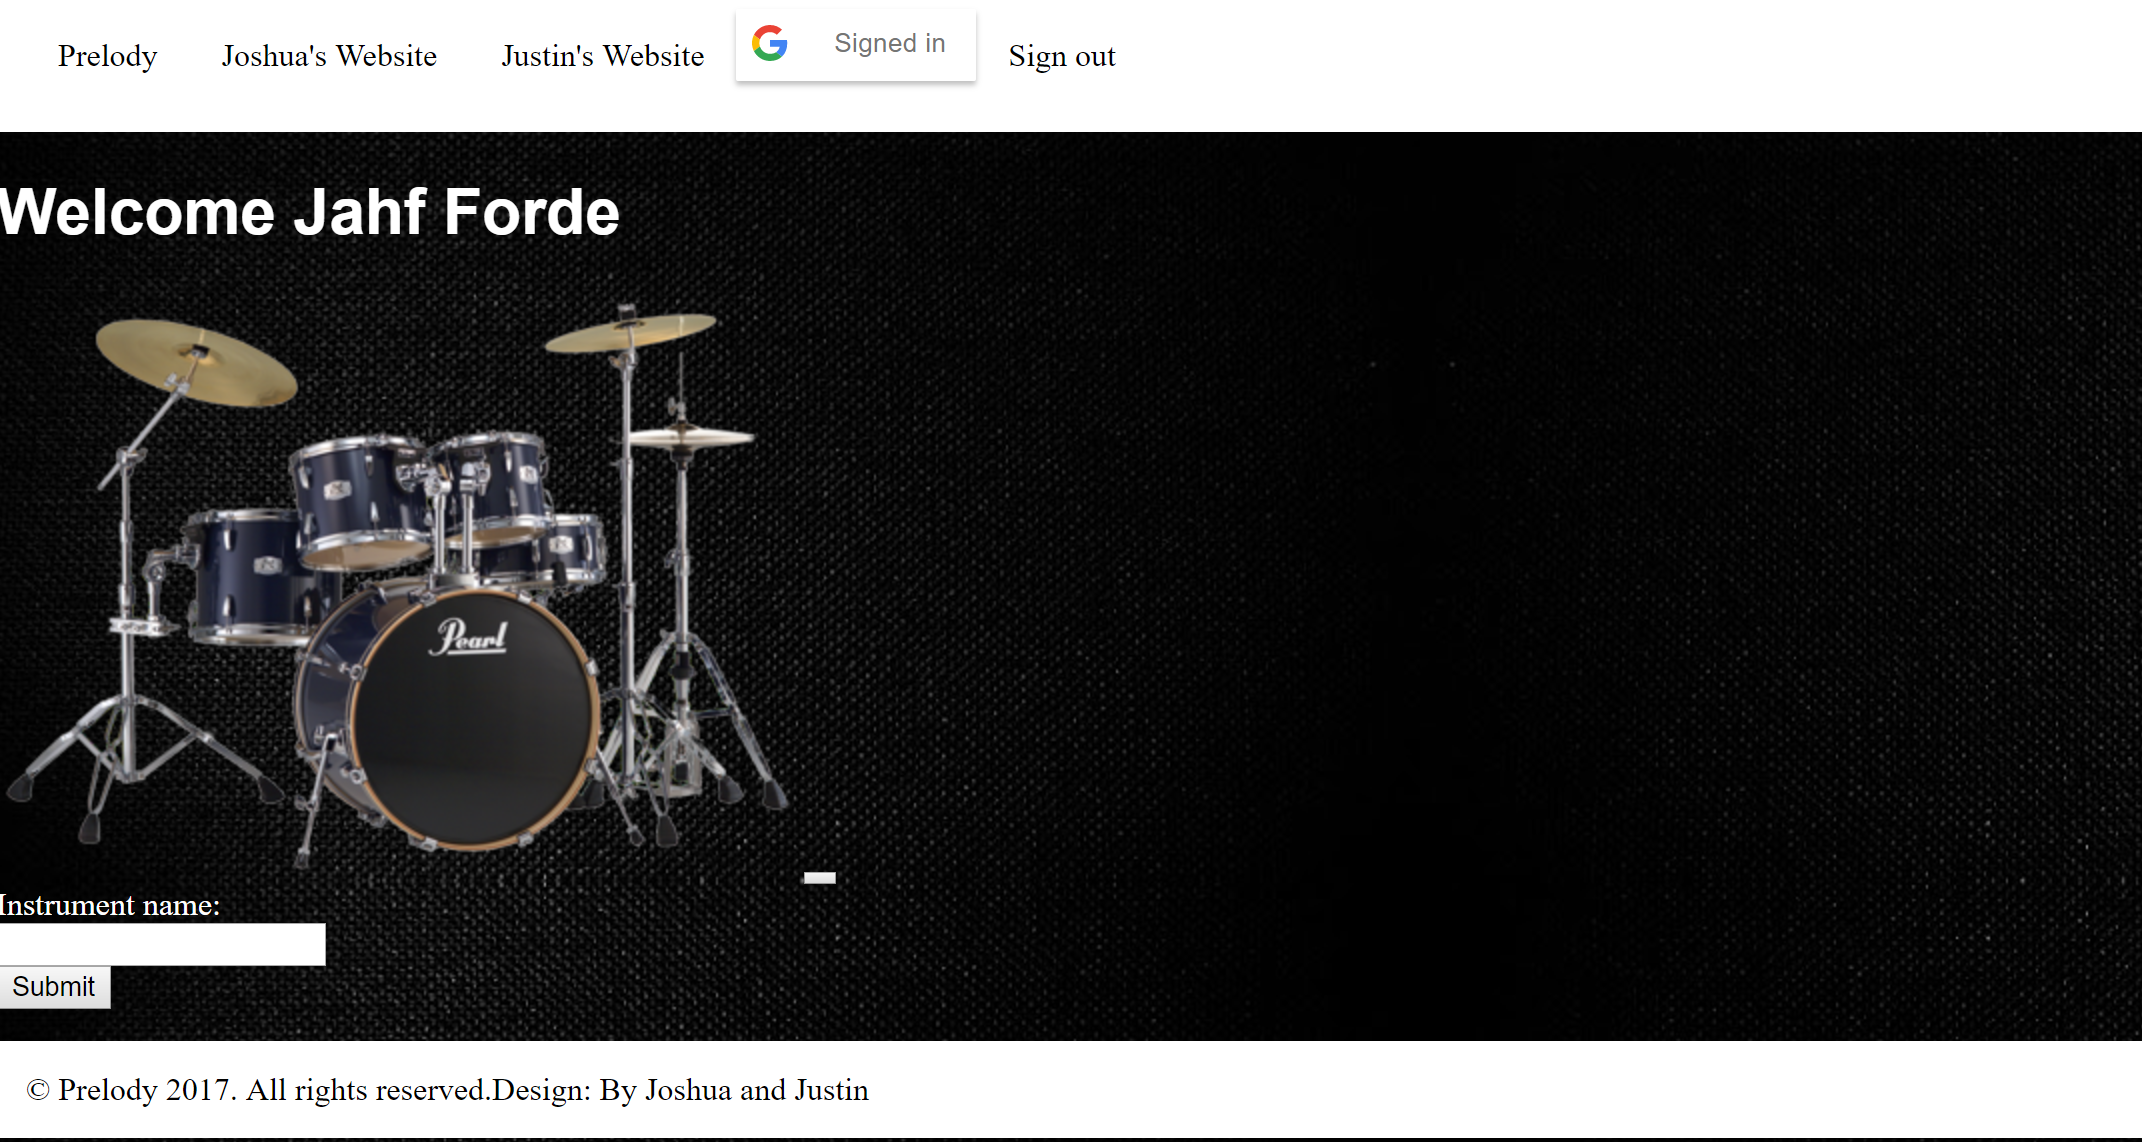 Prelody Joshua's Website Justin's Website Signed in Sign out
Welcome Jahf Forde
Pearl
Instrument name:
Submit
© Prelody 2017. All rights reserved.Design: By Joshua and Justin